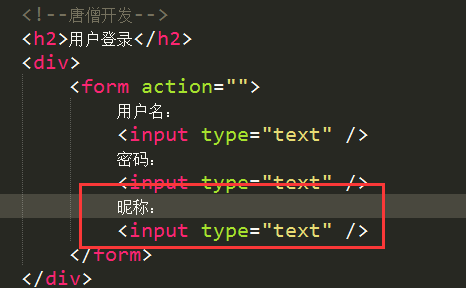 <!--唐僧开发-->
<h2>用户登录</h2>
<div>
<form action="">
用户名：
<input type="text" />
密码：
<input type="text" />
昵称：
<input type="text" />
</form>
</div>